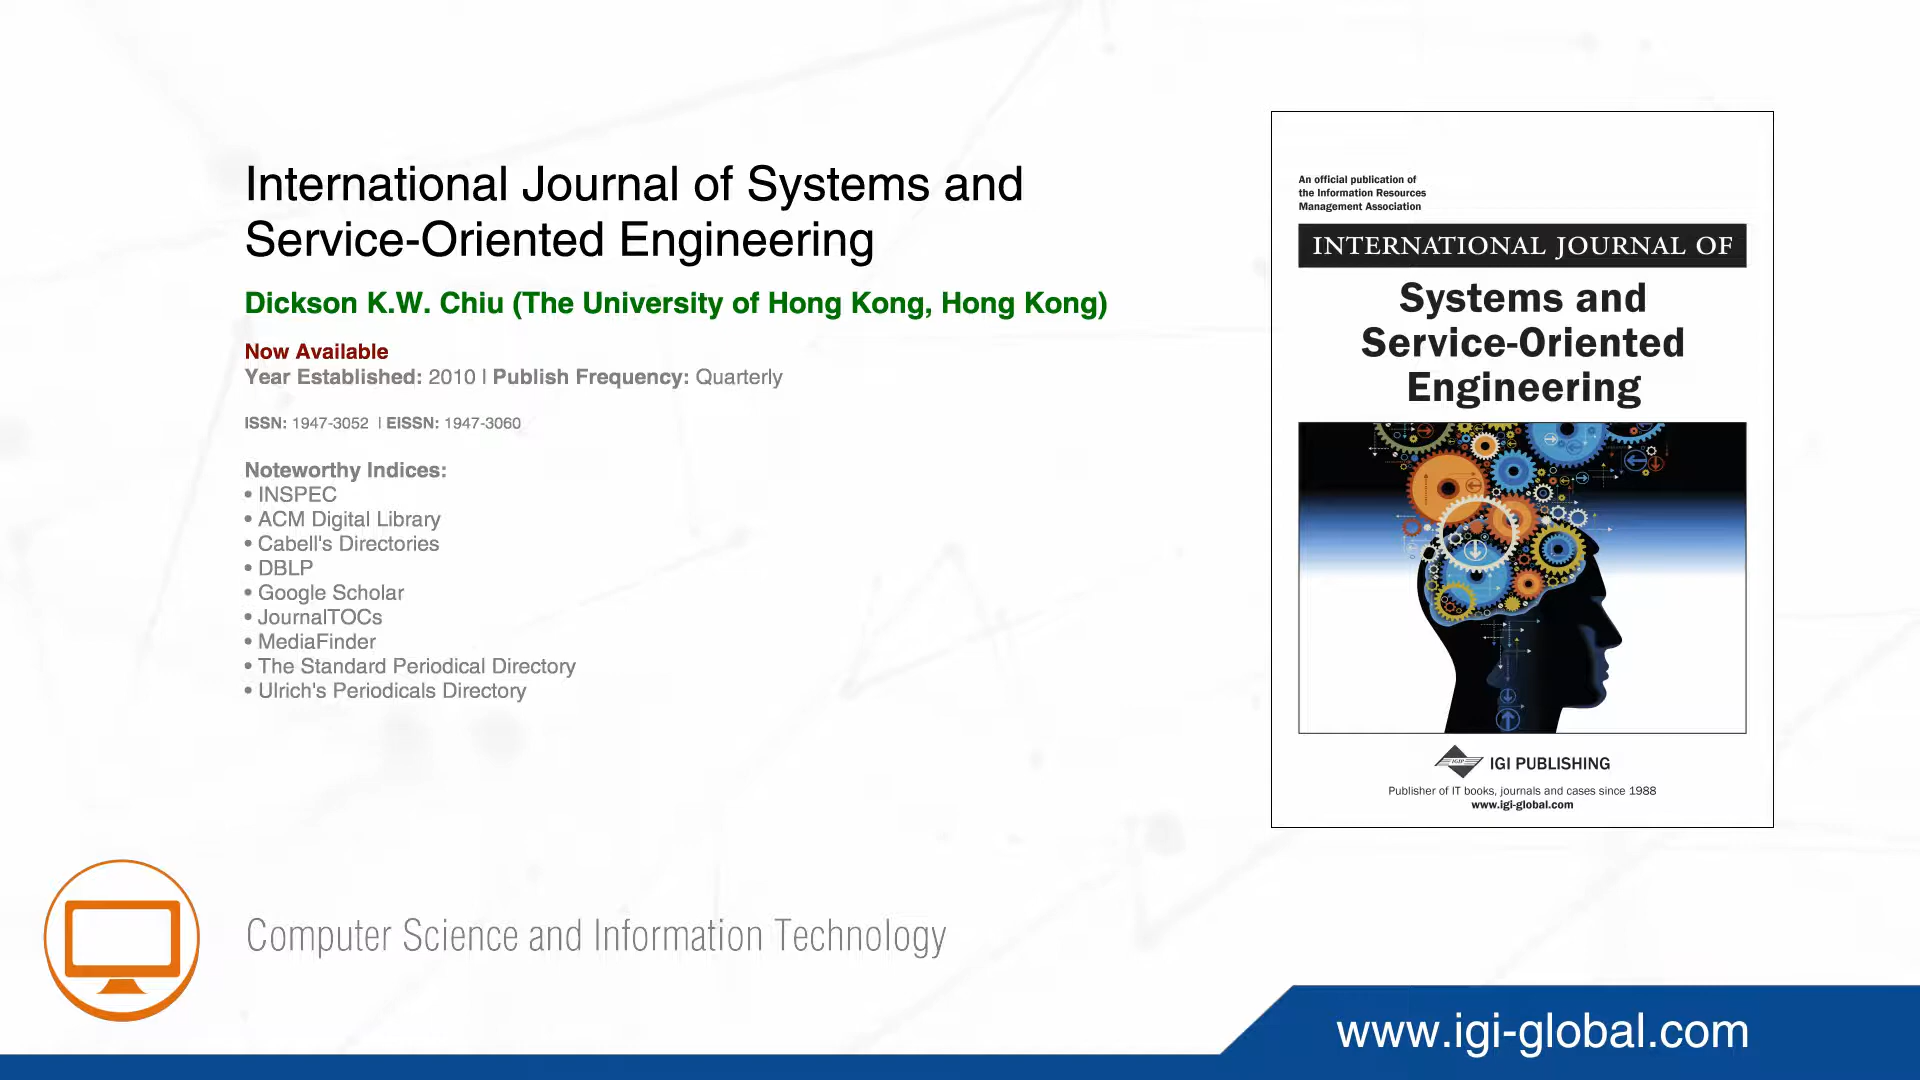 International Journal of Systems and
Service-Oriented Engineering
Dickson K.W. Chiu (The University of Hong Kong, Hong Kong)
Now Available
Year Established: 2010 | Publish Frequency: Quarterly
ISSN: 1947-3052 | EISSN: 1947-3060
Noteworthy Indices:
• INSPEC
• ACM Digital Library
• Cabell's Directories
• DBLP
• Google Scholar
• JournalTOCs
• MediaFinder
• The Standard Periodical Directory
• Ulrich's Periodicals Directory
An official publication of
the Information Resources
Management Association
INTERNATIONAL JOURNAL OF
Systems and
Service-Oriented
Engineering
IGIP
IGI PUBLISHING
Publisher of IT books, journals and cases since 1988
www.igi-global.com
Computer Science and Information Technology
www.igi-global.com